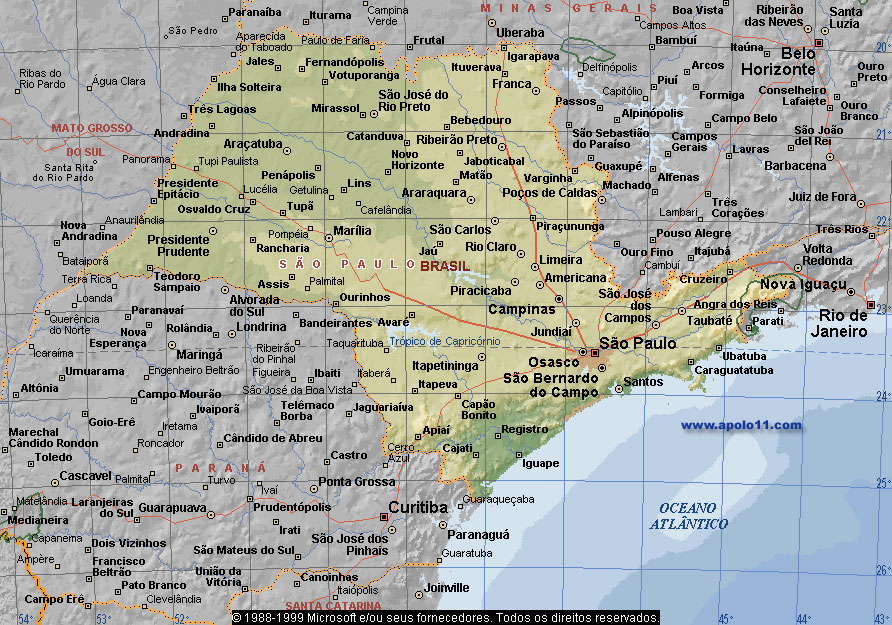 MINAS GERAIS
Paranaíba
Iturama
Campina
Verde
São Pedro
Aparecida
do Taboado
Paulo de Faria
Frutal
Uberaba
Campos Altos
Boa Vista
Ribeirão
das Neves
Santa
Luzia
Bambuí
Itaúna
Belo
Horizonte
20°
Ribas do
Rio Pardo
Água Clara
Jales
Fernandópolis
Votuporanga
Ilha Solteira
Ituverava
Igarapava
Franca
Delfinópolis
Capitólio
Piuí
Arcos
Formiga
Conselheiro
Lafaiete
Ouro
Preto
Ouro
Branco
Três Lagoas
Mirassol
São José do
Rio Preto
Passos
Alpinópolis
Campo Belo
MATO GROSSO
DO SUL
Andradina
Araçatuba
Catanduva
Bebedouro
Ribeirão Preto
São Sebastião
do Paraíso
Campos
Gerais
São João
del Rei
21°
Lavras
Barbacena
Panorama
Santa Rita
do Rio Pardo
Tupi Paulista
Penápolis
Novo
Horizonte
Jaboticabal
Matão
Guaxupé
Varginha
Alfenas
Machado
Presidente
Epitácio
Lucélia
Getulina
Lins
Araraquara
Poços de Caldas
Três
Corações
Juiz de Fora
Osvaldo Cruz
Tupã
Cafelândia
Lambari
22°
Anaurilândia
Nova
Andradina
Presidente
Prudente
Pompéia
Marília
São Carlos
Piraçununga
Pouso Alegre
Três Rios
Rancharia
Jaú
Rio Claro
Ouro Fino
Itajubá
Volta
Redonda
Bataiporã
SÃO PAULO
BRASIL
Limeira
Cambuí
Cruzeiro
Terra Rica
Teodoro
Sampaio
Assis
Palmital
Piracicaba
Americana
Nova Iguaçu
Loanda
Alvorada
do Sul
Ourinhos
Campinas
São José
dos
Campos
Angra dos Reis
23°
Querência
do Norte
Paranavaí
Nova
Esperança
Rolândia
Londrina
Bandeirantes
Avaré
Jundiaí
Taubaté
Parati
Rio de
Janeiro
Icaraíma
Maringá
Ribeirão
do Pinhal
Taquarituba
Trópico de Capricórnio
São Paulo
Osasco
Ubatuba
Caraguatatuba
Umuarama
Engenheiro Beltrão
Figueira
Ibaiti
Itaberá
Itapetininga
São Bernardo
do Campo
Santos
Altónia
Campo Mourão
São José da Boa Vista
Itapeva
24°
Ivaiporã
Telêmaco
Borba
Jaguariaíva
Capão
Bonito
Goio-Erê
Iretama
Cândido de Abreu
Apiaí
Registro
www.apolo11.com
Marechal
Cândido Rondon
Roncador
Cerro
Azul
Cajati
Iguape
Toledo
PARANÁ
Castro
Cascavel
Palmital
Turvo
Ivaí
Ponta Grossa
25°
Matelândia
Laranjeiras
do Sul
Guarapuava
Prudentópolis
Curitiba
Guaraqueçaba
OCEANO
ATLÂNTICO
Medianeira
Capanema
Irati
Paranaguá
Dois Vizinhos
São Mateus do Sul
São José dos
Pinhais
Ampère
Francisco
Beltrão
Guaratuba
26°
Pato Branco
União da
Vitória
Canoinhas
Itaiópolis
Joinville
Campo Erê
Clevelândia
SANTA CATARINA
54°
53°
52°
45°
44°
43°
© 1988-1999 Microsoft e/ou seus fornecedores. Todos os direitos reservados.